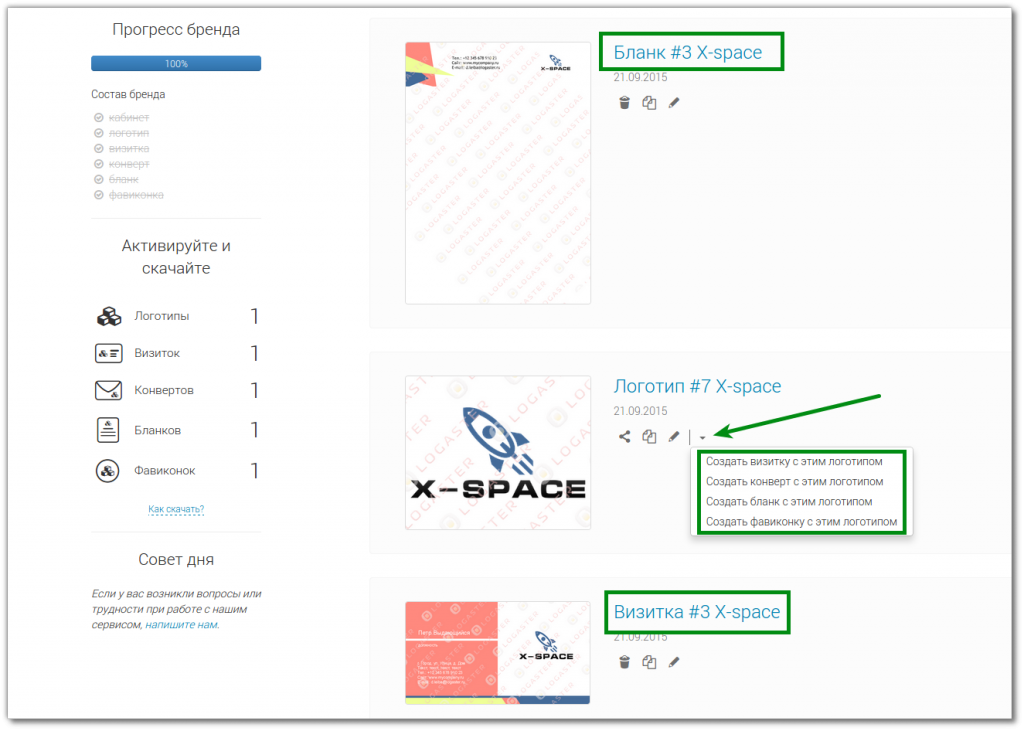 Прогресс бренда
100%
Состав бренда
кабинет
логотип
визитка
конверт
бланк
фавиконка
Активируйте и
скачайте
Логотипы 1
Визиток 1
Конвертов 1
Бланков 1
Фавиконок 1
Как скачать?
Совет дня
Если у вас возникли вопросы или
трудности при работе с нашим
сервисом, напишите нам.
X-SPACE
Бланк #3 X-space
21.09.2015
LOGASTER
X-SPACE
Логотип #7 X-space
21.09.2015
Создать визитку с этим логотипом
Создать конверт с этим логотипом
Создать бланк с этим логотипом
Создать фавиконку с этим логотипом
X-SPACE
Визитка #3 X-space
21.09.2015